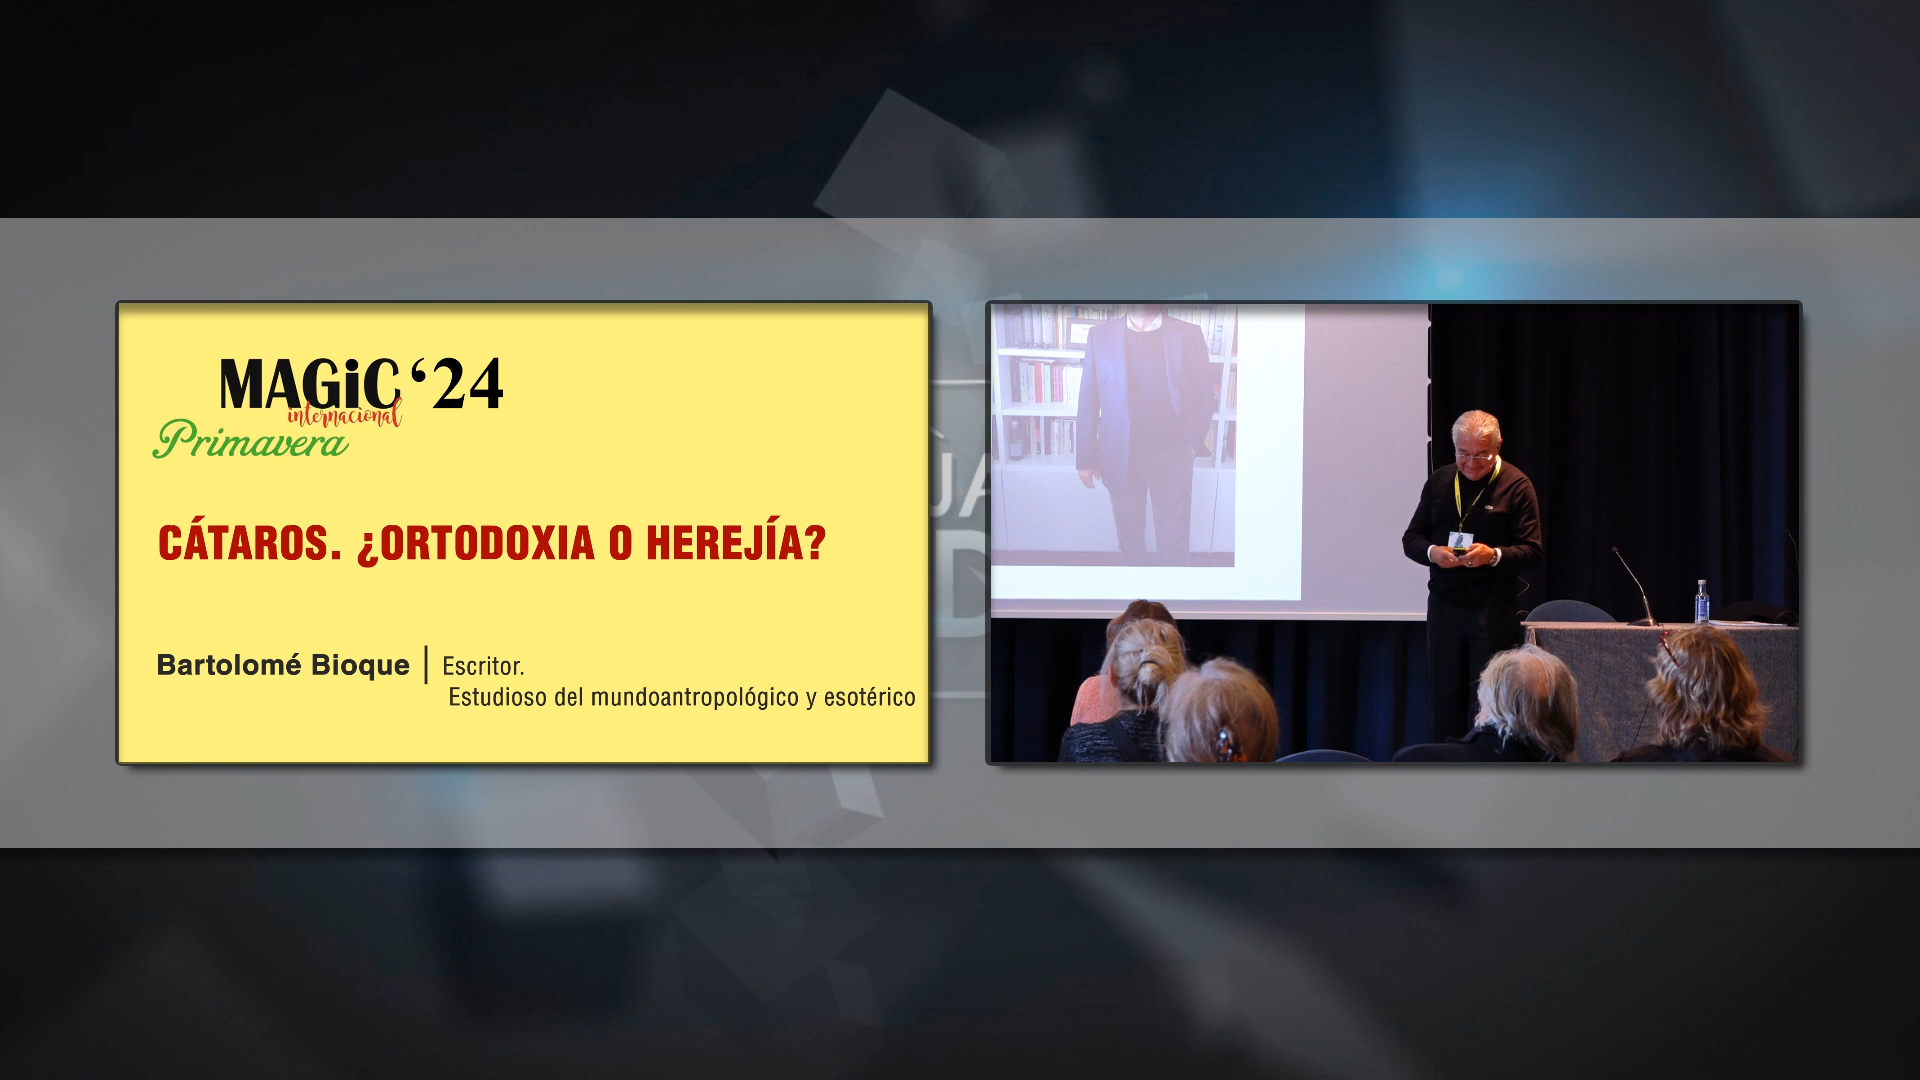 MAGiC ‘24
internacional
Primavera
CÁTAROS. ¿ORTODOXIA O HEREJÍA?
Bartolomé Bioque | Escritor.
Estudioso del mundoantropológico y esotérico